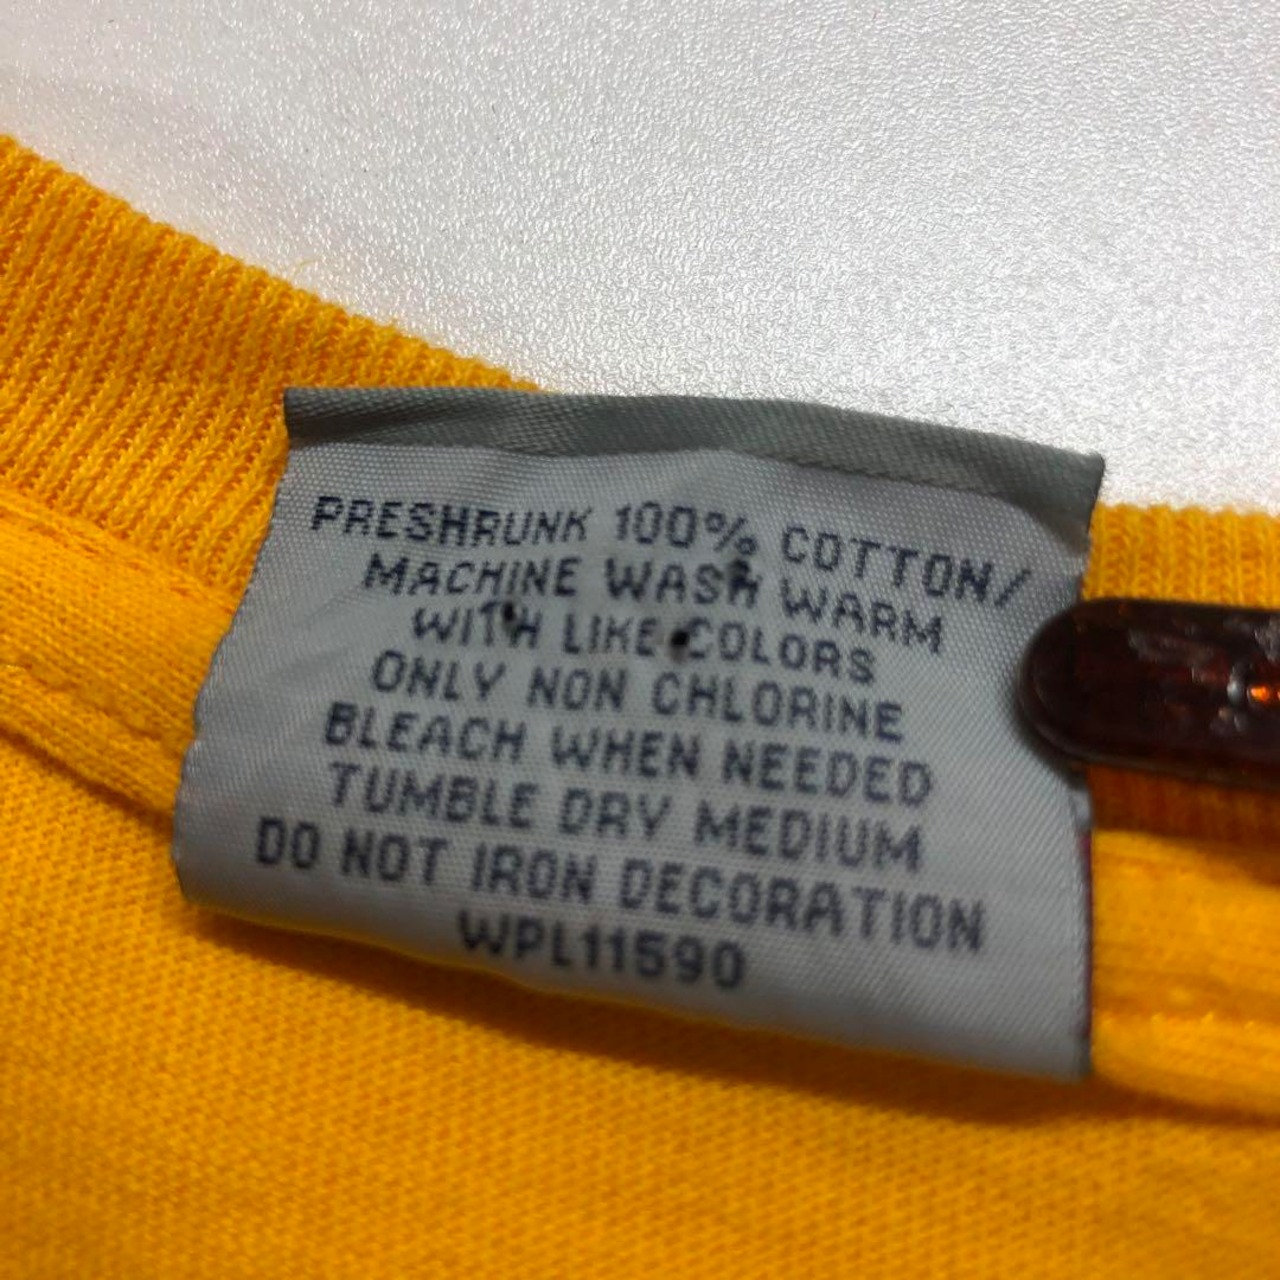 PRESHRUNK 100% COTTON/
MACHINE WASH WARM
WITH LIKE COLORS
ONLY NON CHLORINE
BLEACH WHEN NEEDED
TUMBLE DRY MEDIUM
DO NOT IRON DECORATION
WPL11590